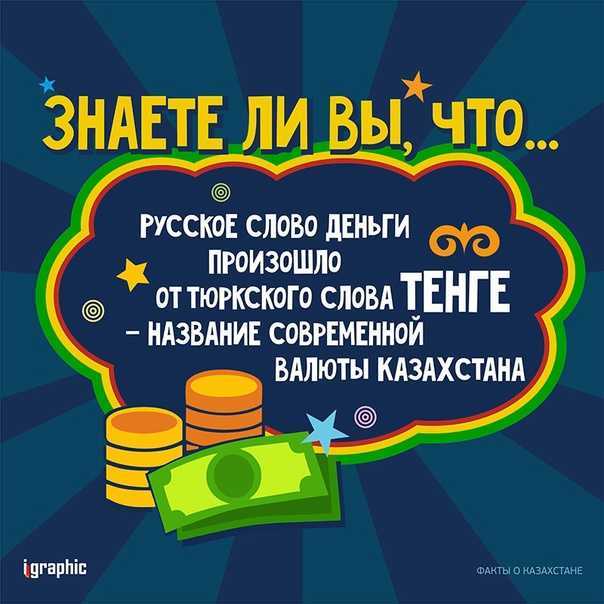 ЗНАЕТЕ ЛИ ВЫ, ЧТО...
РУССКОЕ СЛОВО ДЕНЬГИ
ПРОИЗОШЛО
ОТ ТЮРКСКОГО СЛОВА ТЕНГЕ
– НАЗВАНИЕ СОВРЕМЕННОЙ
ВАЛЮТЫ КАЗАХСТАНА
igraphic
ФАКТЫ О КАЗАХСТАНЕ